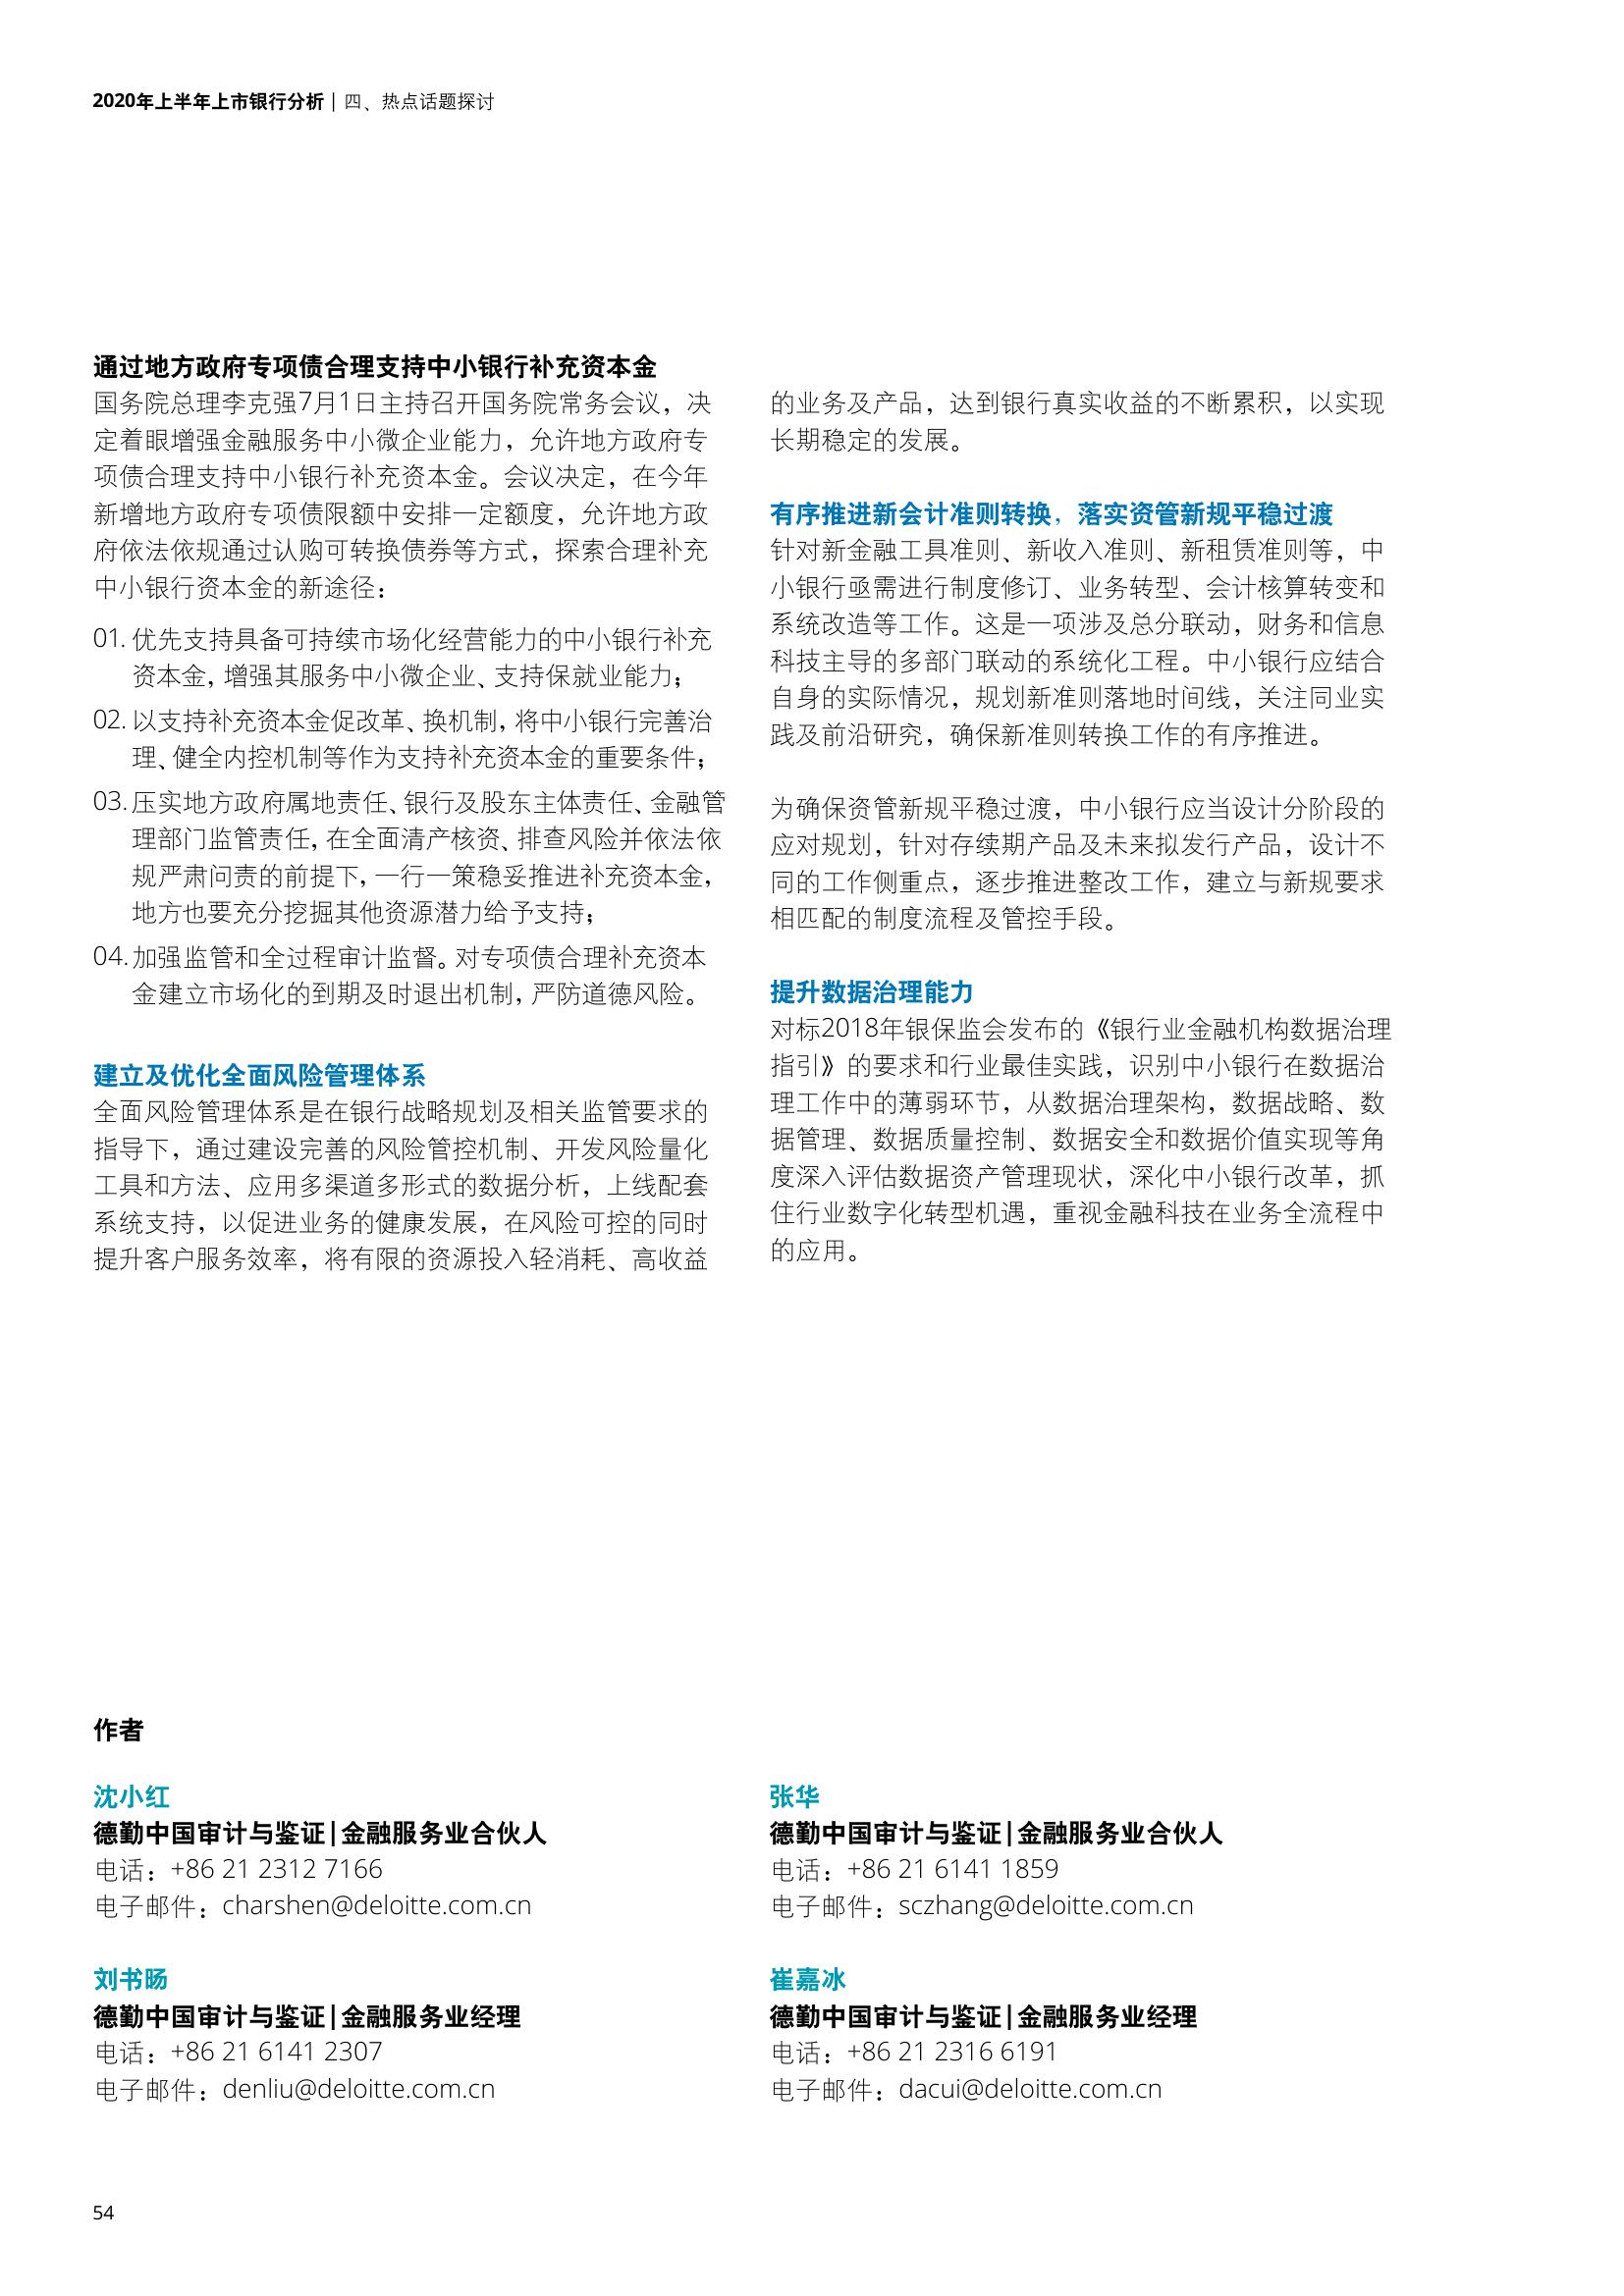 2020年上半年上市银行分析 | 四、热点话题探讨
通过地方政府专项债合理支持中小银行补充资本金
国务院总理李克强7月1日主持召开国务院常务会议，决
定着眼增强金融服务中小微企业能力，允许地方政府专
项债合理支持中小银行补充资本金。会议决定，在今年
新增地方政府专项债限额中安排一定额度，允许地方政
府依法依规通过认购可转换债券等方式，探索合理补充
中小银行资本金的新途径：
01. 优先支持具备可持续市场化经营能力的中小银行补充
资本金，增强其服务中小微企业、支持保就业能力；
02. 以支持补充资本金促改革、换机制，将中小银行完善治
理、健全内控机制等作为支持补充资本金的重要条件；
03. 压实地方政府属地责任、银行及股东主体责任、金融管
理部门监管责任，在全面清产核资、排查风险并依法依
规严肃问责的前提下，一行一策稳妥推进补充资本金，
地方也要充分挖掘其他资源潜力给予支持；
04. 加强监管和全过程审计监督。对专项债合理补充资本
金建立市场化的到期及时退出机制，严防道德风险。
建立及优化全面风险管理体系
全面风险管理体系是在银行战略规划及相关监管要求的
指导下，通过建设完善的风险管控机制、开发风险量化
工具和方法、应用多渠道多形式的数据分析，上线配套
系统支持，以促进业务的健康发展，在风险可控的同时
提升客户服务效率，将有限的资源投入轻消耗、高收益
的业务及产品，达到银行真实收益的不断累积，以实现
长期稳定的发展。
有序推进新会计准则转换，落实资管新规平稳过渡
针对新金融工具准则、新收入准则、新租赁准则等，中
小银行亟需进行制度修订、业务转型、会计核算转变和
系统改造等工作。这是一项涉及总分联动，财务和信息
科技主导的多部门联动的系统化工程。中小银行应结合
自身的实际情况，规划新准则落地时间线，关注同业实
践及前沿研究，确保新准则转换工作的有序推进。
为确保资管新规平稳过渡，中小银行应当设计分阶段的
应对规划，针对存续期产品及未来拟发行产品，设计不
同的工作侧重点，逐步推进整改工作，建立与新规要求
相匹配的制度流程及管控手段。
提升数据治理能力
对标2018年银保监会发布的《银行业金融机构数据治理
指引》的要求和行业最佳实践，识别中小银行在数据治
理工作中的薄弱环节，从数据治理架构，数据战略、数
据管理、数据质量控制、数据安全和数据价值实现等角
度深入评估数据资产管理现状，深化中小银行改革，抓
住行业数字化转型机遇，重视金融科技在业务全流程中
的应用。
作者
沈小红
德勤中国审计与鉴证|金融服务业合伙人
电话：+86 21 2312 7166
电子邮件：charshen@deloitte.com.cn
张华
德勤中国审计与鉴证|金融服务业合伙人
电话：+86 21 6141 1859
电子邮件：sczhang@deloitte.com.cn
刘书旸
德勤中国审计与鉴证|金融服务业经理
电话：+86 21 6141 2307
电子邮件：denliu@deloitte.com.cn
崔嘉冰
德勤中国审计与鉴证|金融服务业经理
电话：+86 21 2316 6191
电子邮件：dacui@deloitte.com.cn
54